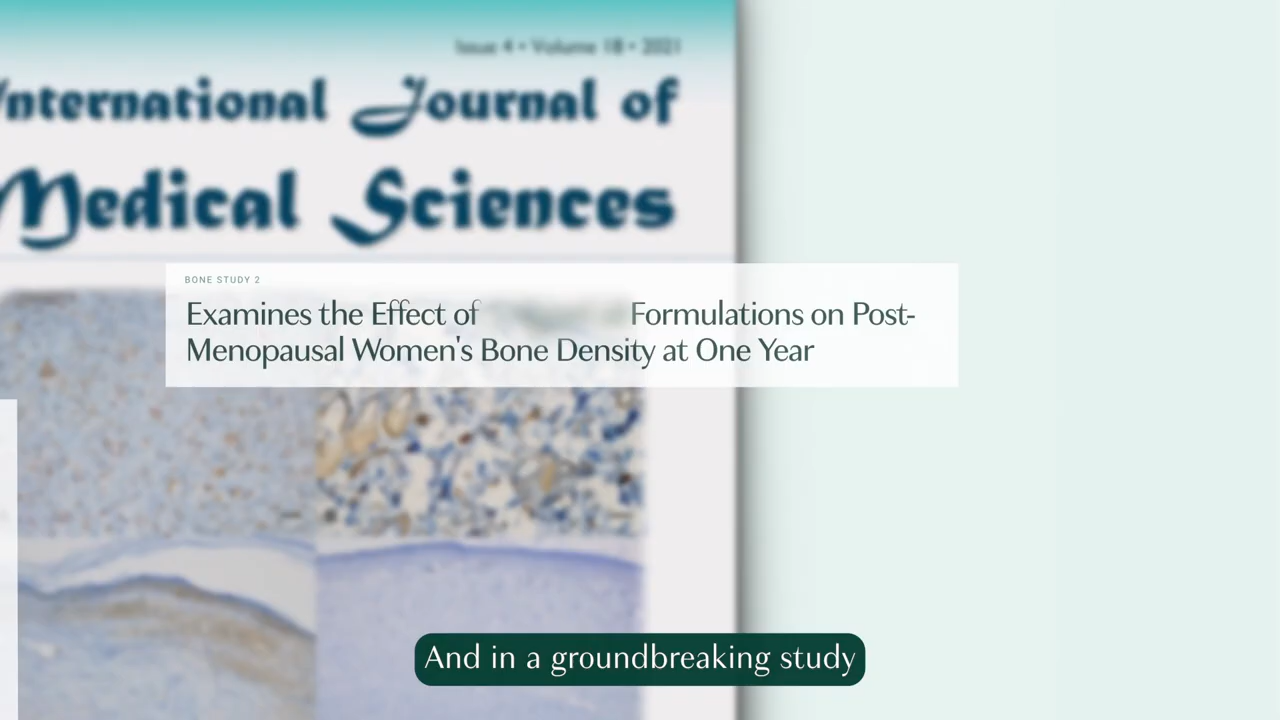 Issue 4 • Volume 18 • 2021
International Journal of
Medical Sciences
BONE STUDY 2
Examines the Effect of Formulations on Post-
Menopausal Women's Bone Density at One Year
And in a groundbreaking study